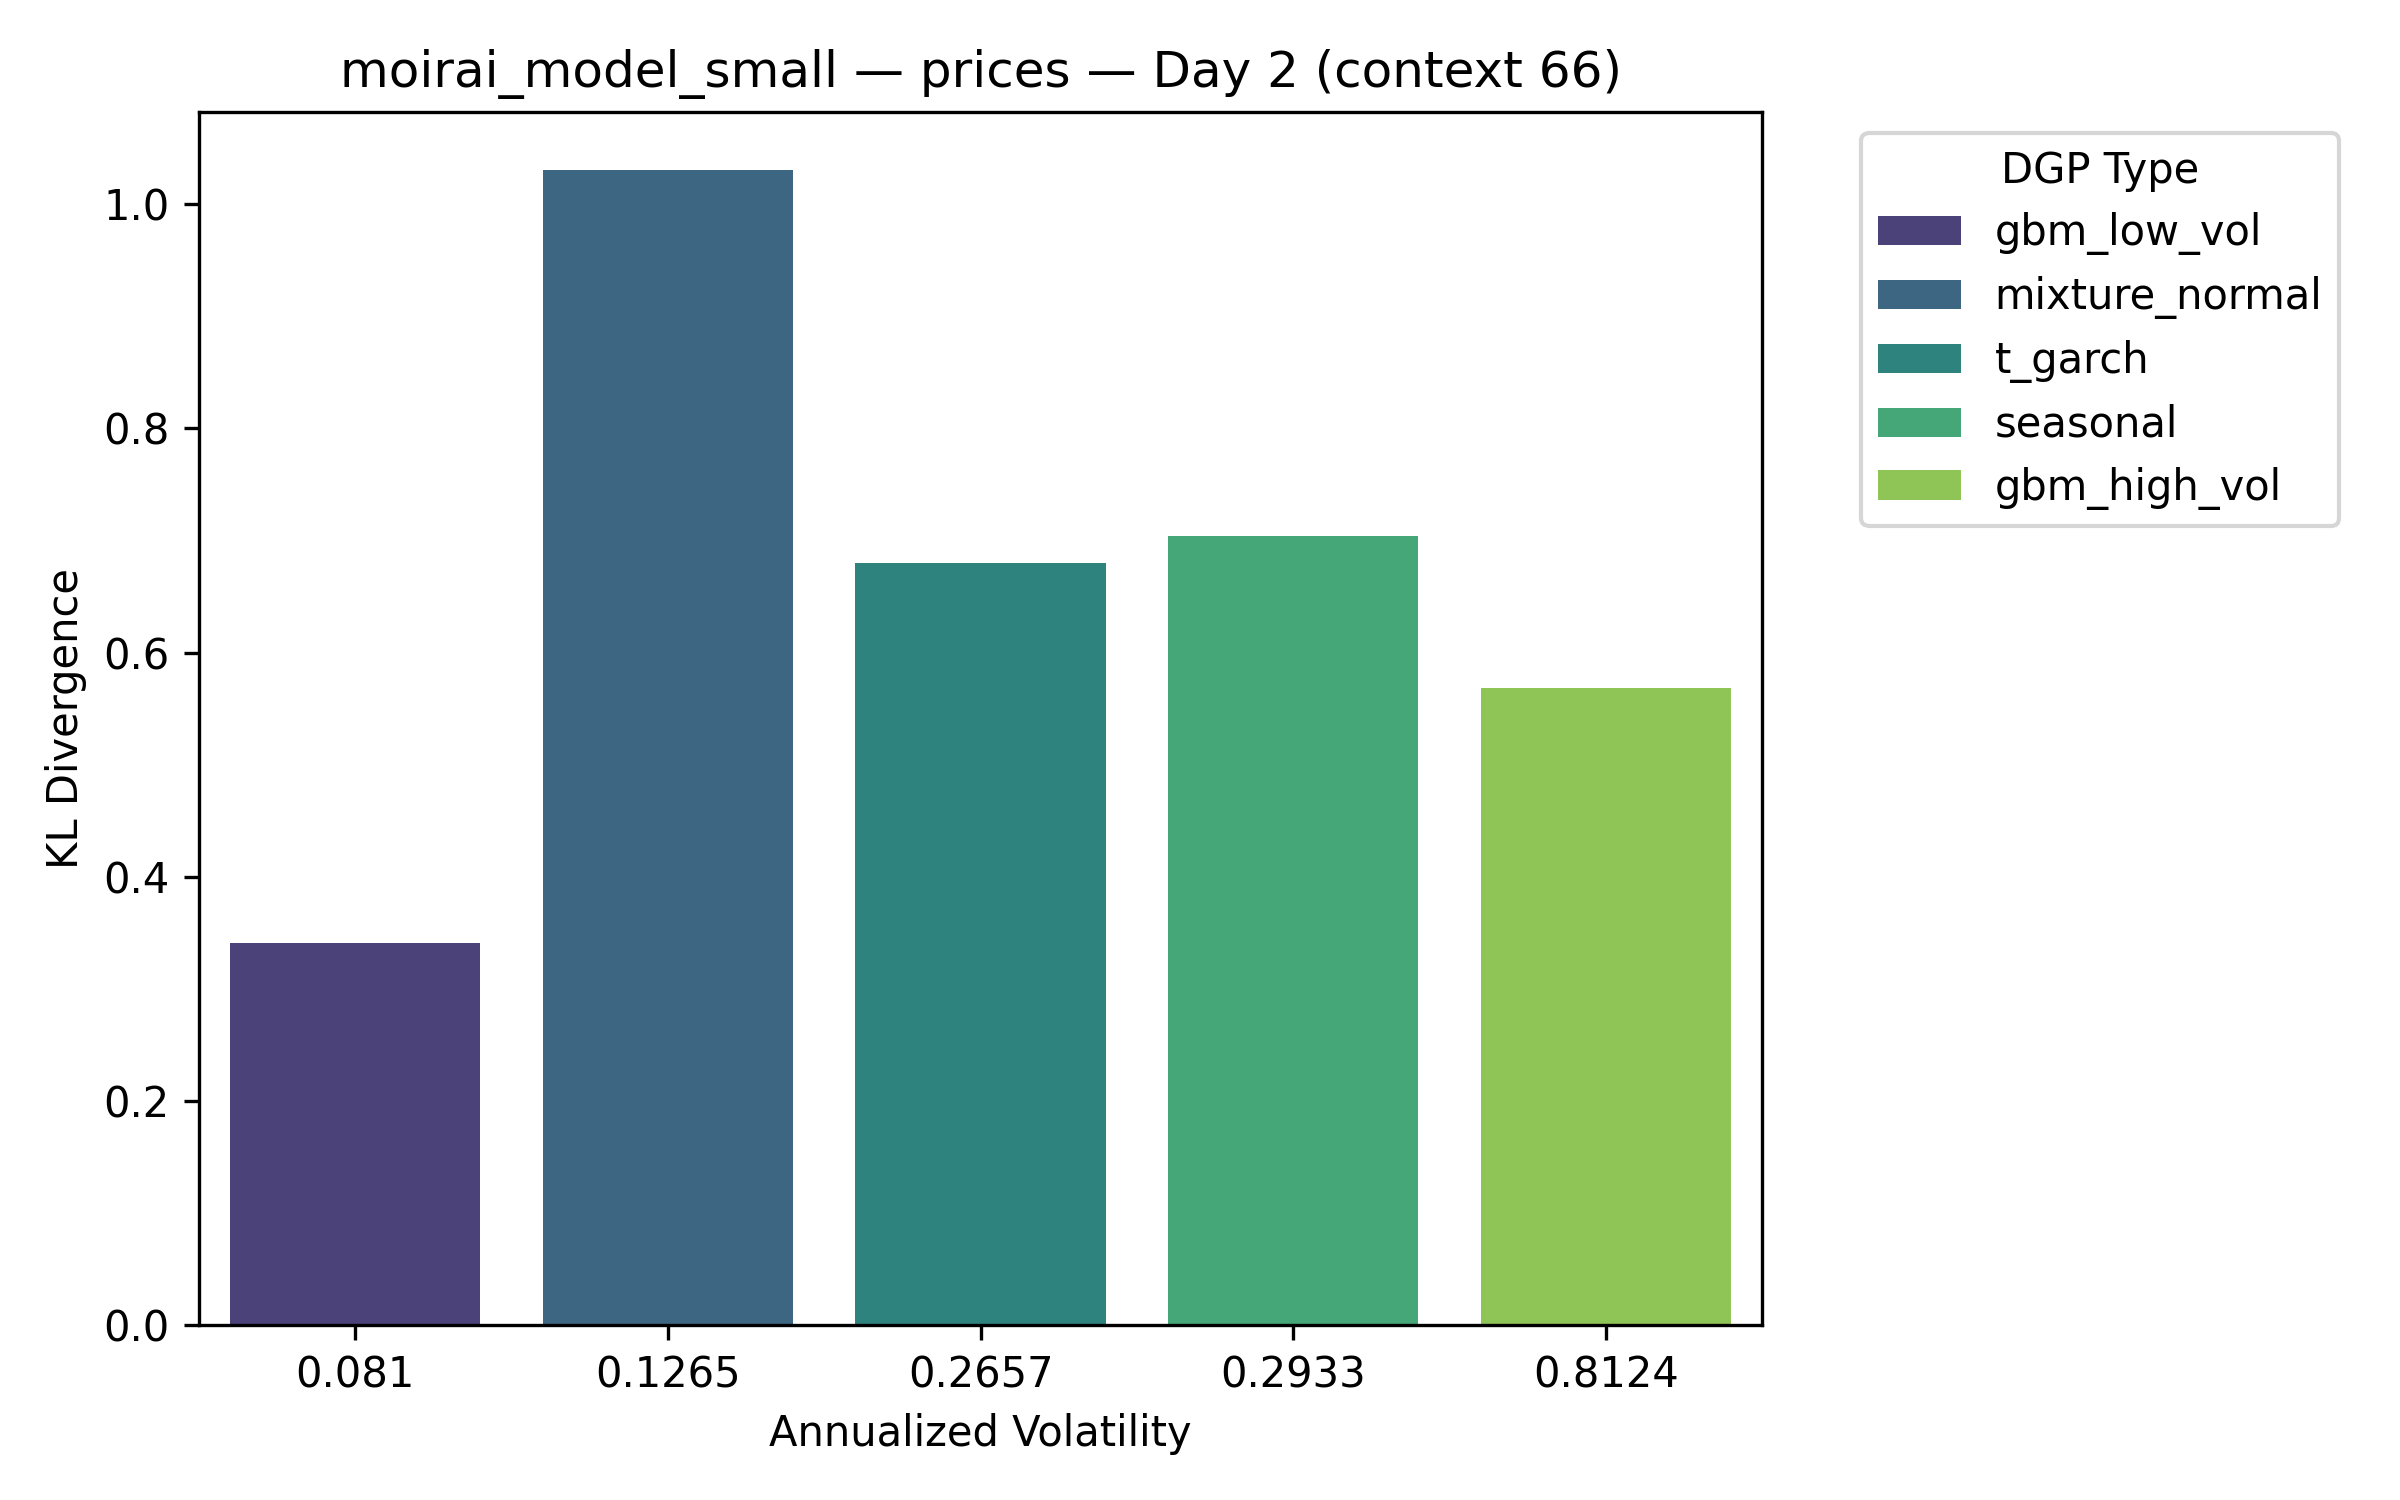 moirai_model_small — prices — Day 2 (context 66)
KL Divergence
1.0
0.8
0.6
0.4
0.2
0.0
0.081 0.1265 0.2657 0.2933 0.8124
Annualized Volatility
DGP Type
gbm_low_vol
mixture_normal
t_garch
seasonal
gbm_high_vol